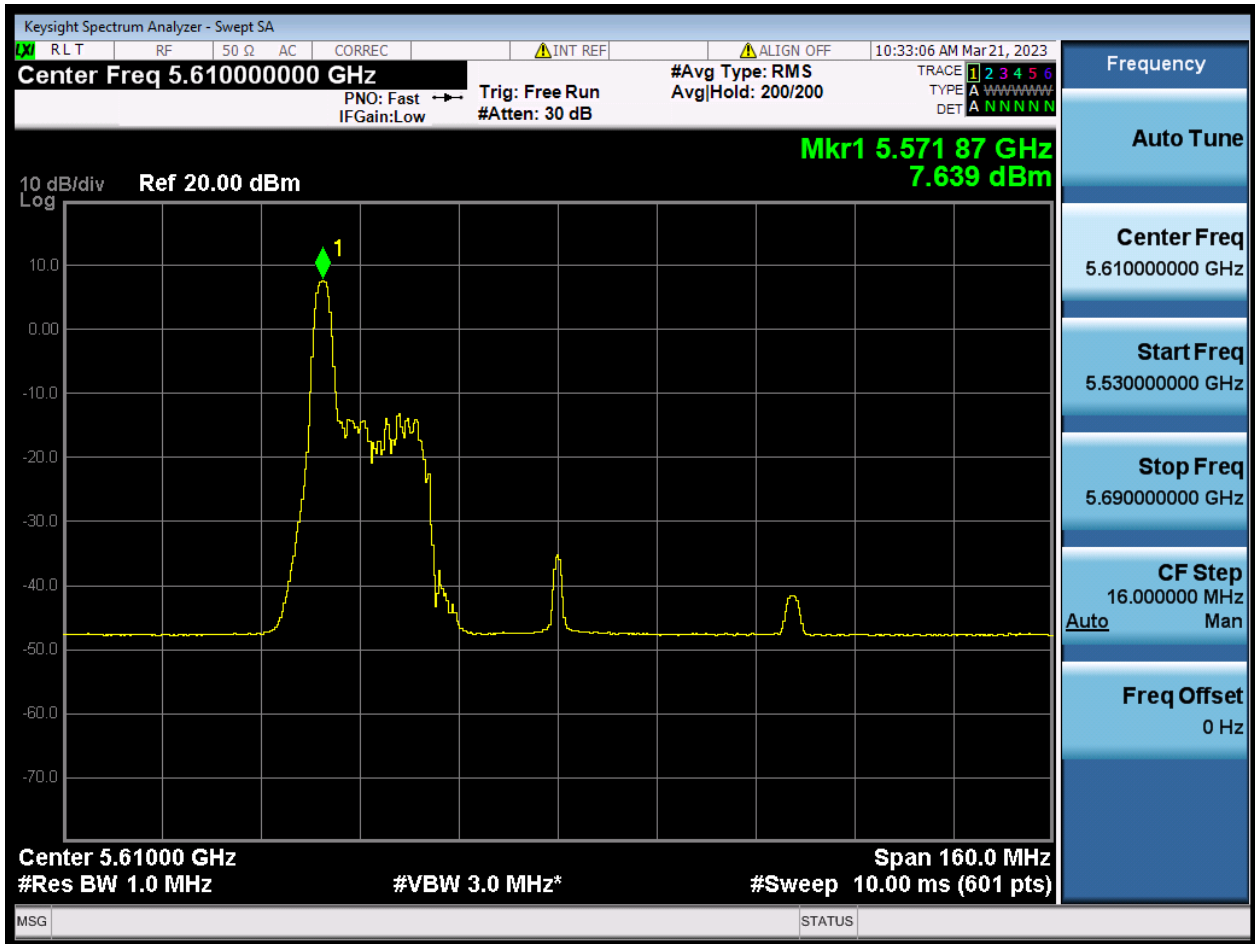 Keysight Spectrum Analyzer - Swept SA
LXI RLT RF 50 Ω AC CORREC INT REF ALIGN OFF 10:33:06 AM Mar 21, 2023
Center Freq 5.610000000 GHz
PNO: Fast
IFGain:Low
Trig: Free Run
#Atten: 30 dB
#Avg Type: RMS
Avg|Hold: 200/200
TRACE 1 2 3 4 5 6
TYPE A WWWWW
DET A N N N N N
Mkr1 5.571 87 GHz
7.639 dBm
10 dB/div
Log
Ref 20.00 dBm
1
10.0
0.00
-10.0
-20.0
-30.0
-40.0
-50.0
-60.0
-70.0
Center 5.61000 GHz
Span 160.0 MHz
#Res BW 1.0 MHz
#VBW 3.0 MHz*
#Sweep 10.00 ms (601 pts)
MSG
STATUS
Frequency
Auto Tune
Center Freq
5.610000000 GHz
Start Freq
5.530000000 GHz
Stop Freq
5.690000000 GHz
CF Step
16.000000 MHz
Auto Man
Freq Offset
0 Hz